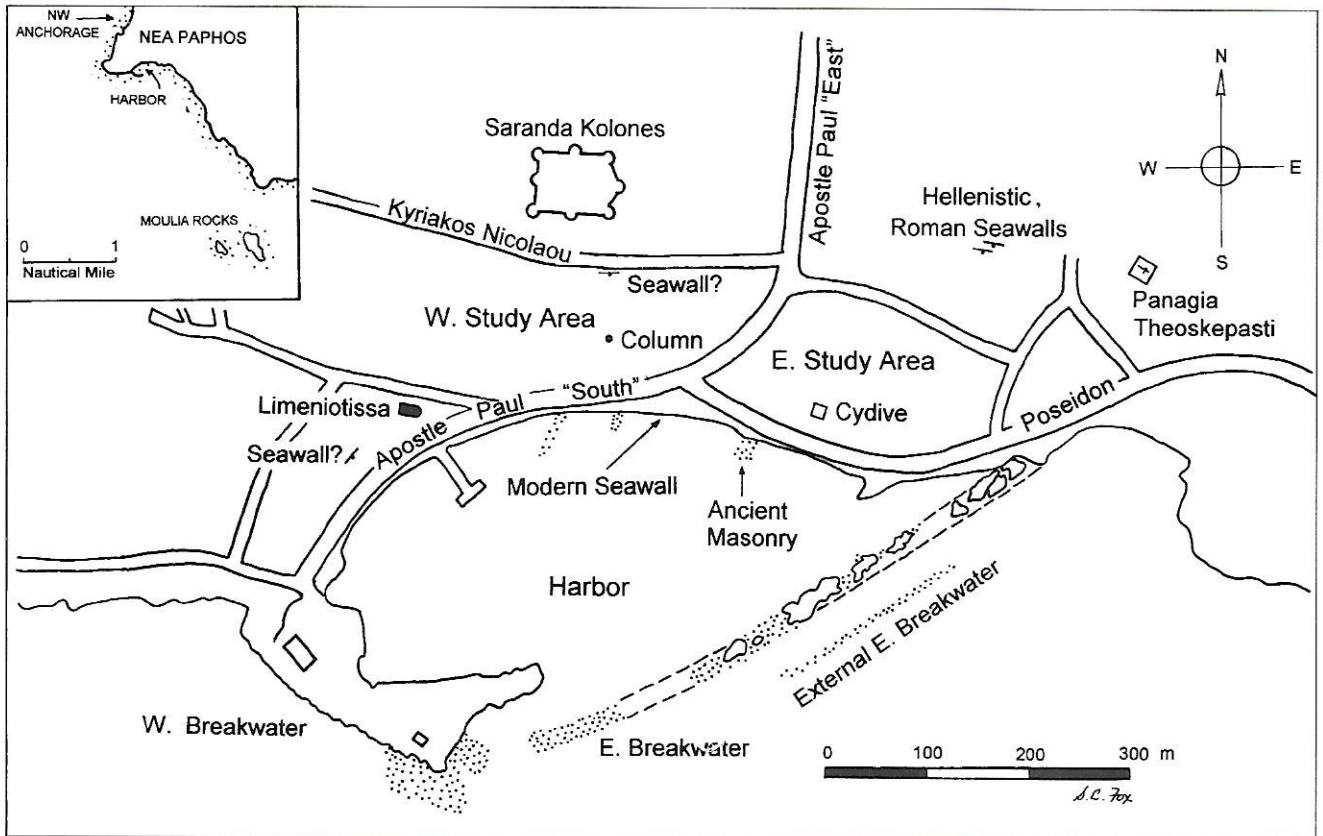 NW
ANCHORAGE
NEA PAPHOS
HARBOR
MOULIA ROCKS
0 1
Nautical Mile
Saranda Kolones
Kyriakos Nicolaou
Apostle Paul "East"
Hellenistic,
Roman Seawalls
N
W E
S
Seawall?
Panagia
Theoskepasti
W. Study Area
Column
E. Study Area
Limeniotissa
Apostle Paul "South"
Cydive
Poseidon
Seawall?
Modern Seawall
Ancient
Masonry
Harbor
External E. Breakwater
W. Breakwater
E. Breakwater
0 100 200 300 m
S.C. Fox